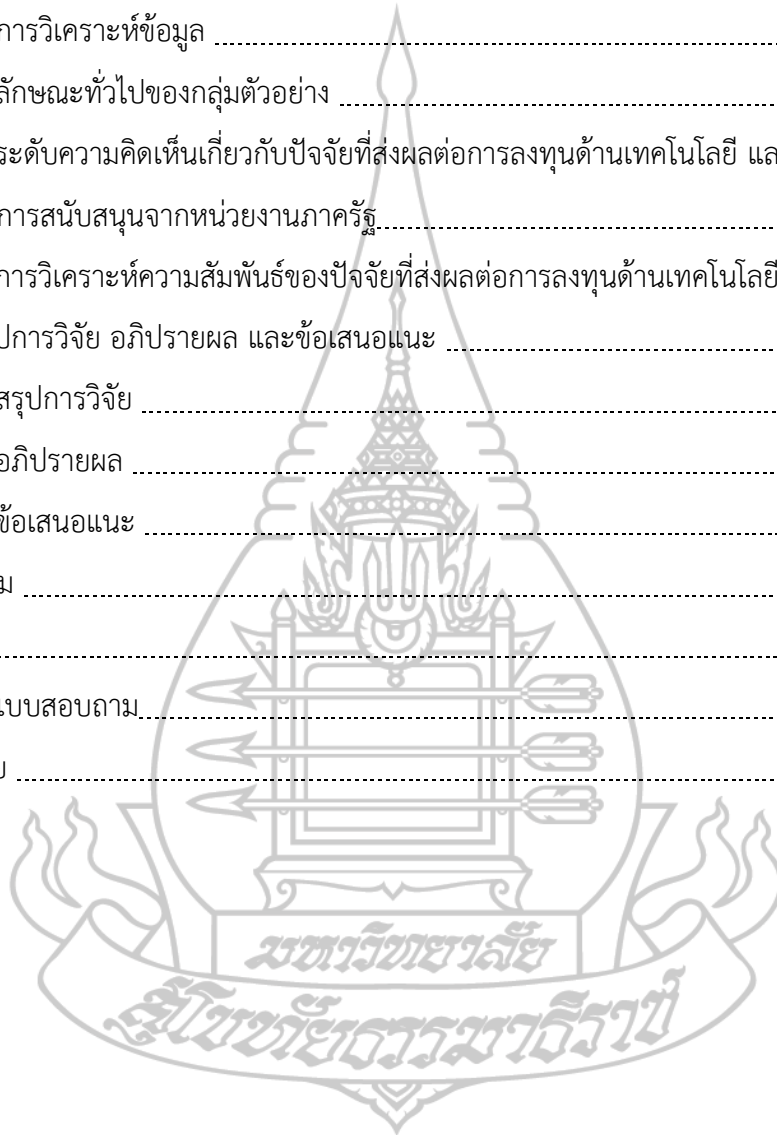 การวิเคราะห์ข้อมูล
ลักษณะทั่วไปของกลุ่มตัวอย่าง
ระดับความคิดเห็นเกี่ยวกับปัจจัยที่ส่งผลต่อการลงทุนด้านเทคโนโลยี แล
การสนับสนุนจากหน่วยงานภาครัฐ
การวิเคราะห์ความสัมพันธ์ของปัจจัยที่ส่งผลต่อการลงทุนด้านเทคโนโลยี
ปการวิจัย อภิปรายผล และข้อเสนอแนะ
สรุปการวิจัย
อภิปรายผล
ข้อเสนอแนะ
ม
แบบสอบถาม
มหาวิทยาลัย
สุโขทัยธรรมาธิราช